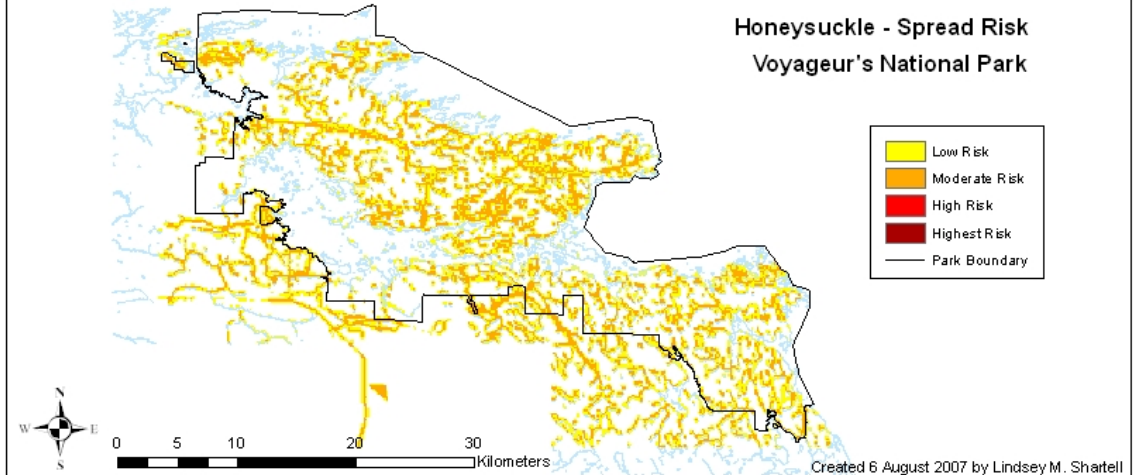 Honeysuckle - Spread Risk
Voyageur's National Park
Low Risk
Moderate Risk
High Risk
Highest Risk
Park Boundary
N
W E
S
0 5 10 20 30
Kilometers
Created 6 August 2007 by Lindsey M. Shartell